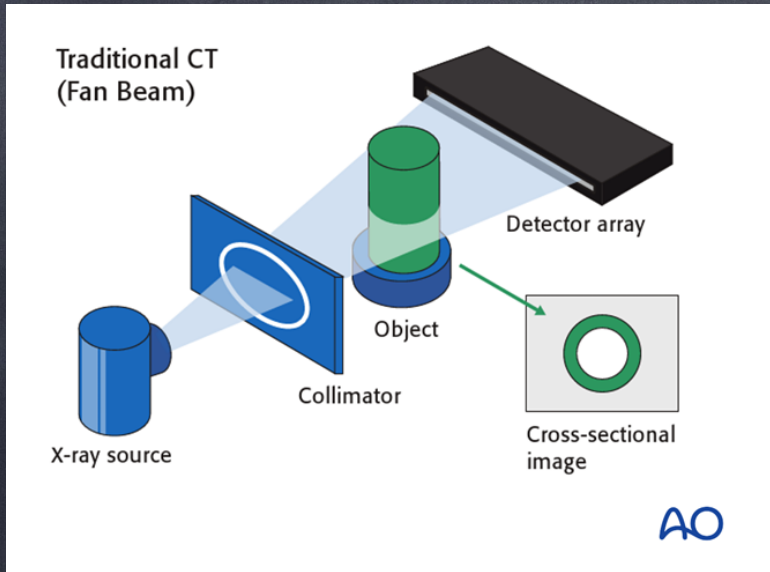 Traditional CT
(Fan Beam)
Detector array
Object
Collimator
X-ray source
Cross-sectional
image
AO